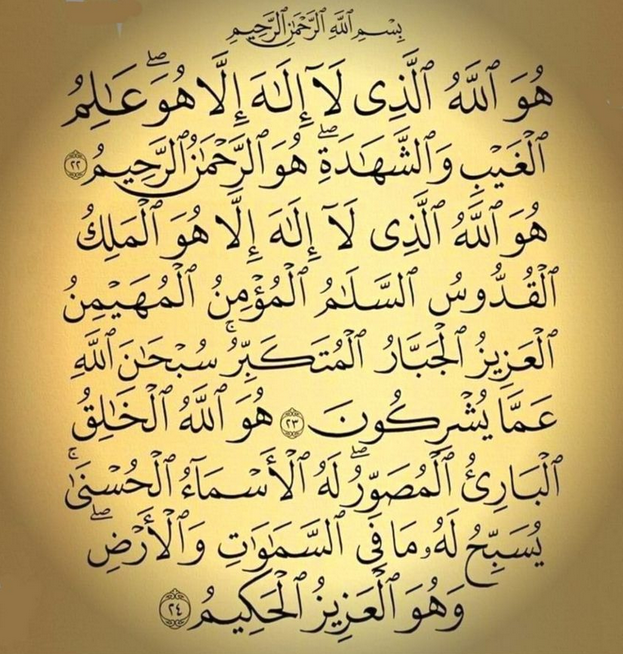 بِسْمِ ٱللَّهِ ٱلرَّحْمَٰنِ ٱلرَّحِيمِ
هُوَ ٱللَّهُ ٱلَّذِى لَآ إِلَٰهَ إِلَّا هُوَ ۖ عَٰلِمُ
ٱلْغَيْبِ وَٱلشَّهَٰدَةِ ۖ هُوَ ٱلرَّحْمَٰنُ ٱلرَّحِيمُ ٢٢
هُوَ ٱللَّهُ ٱلَّذِى لَآ إِلَٰهَ إِلَّا هُوَ ٱلْمَلِكُ
ٱلْقُدُّوسُ ٱلسَّلَٰمُ ٱلْمُؤْمِنُ ٱلْمُهَيْمِنُ
ٱلْعَزِيزُ ٱلْجَبَّارُ ٱلْمُتَكَبِّرُ ۚ سُبْحَٰنَ ٱللَّهِ
عَمَّا يُشْرِكُونَ ٢٣ هُوَ ٱللَّهُ ٱلْخَٰلِقُ
ٱلْبَارِئُ ٱلْمُصَوِّرُ ۖ لَهُ ٱلْأَسْمَآءُ ٱلْحُسْنَىٰ ۚ
يُسَبِّحُ لَهُۥ مَا فِى ٱلسَّمَٰوَٰتِ وَٱلْأَرْضِ ۖ
وَهُوَ ٱلْعَزِيزُ ٱلْحَكِيمُ ٢٤